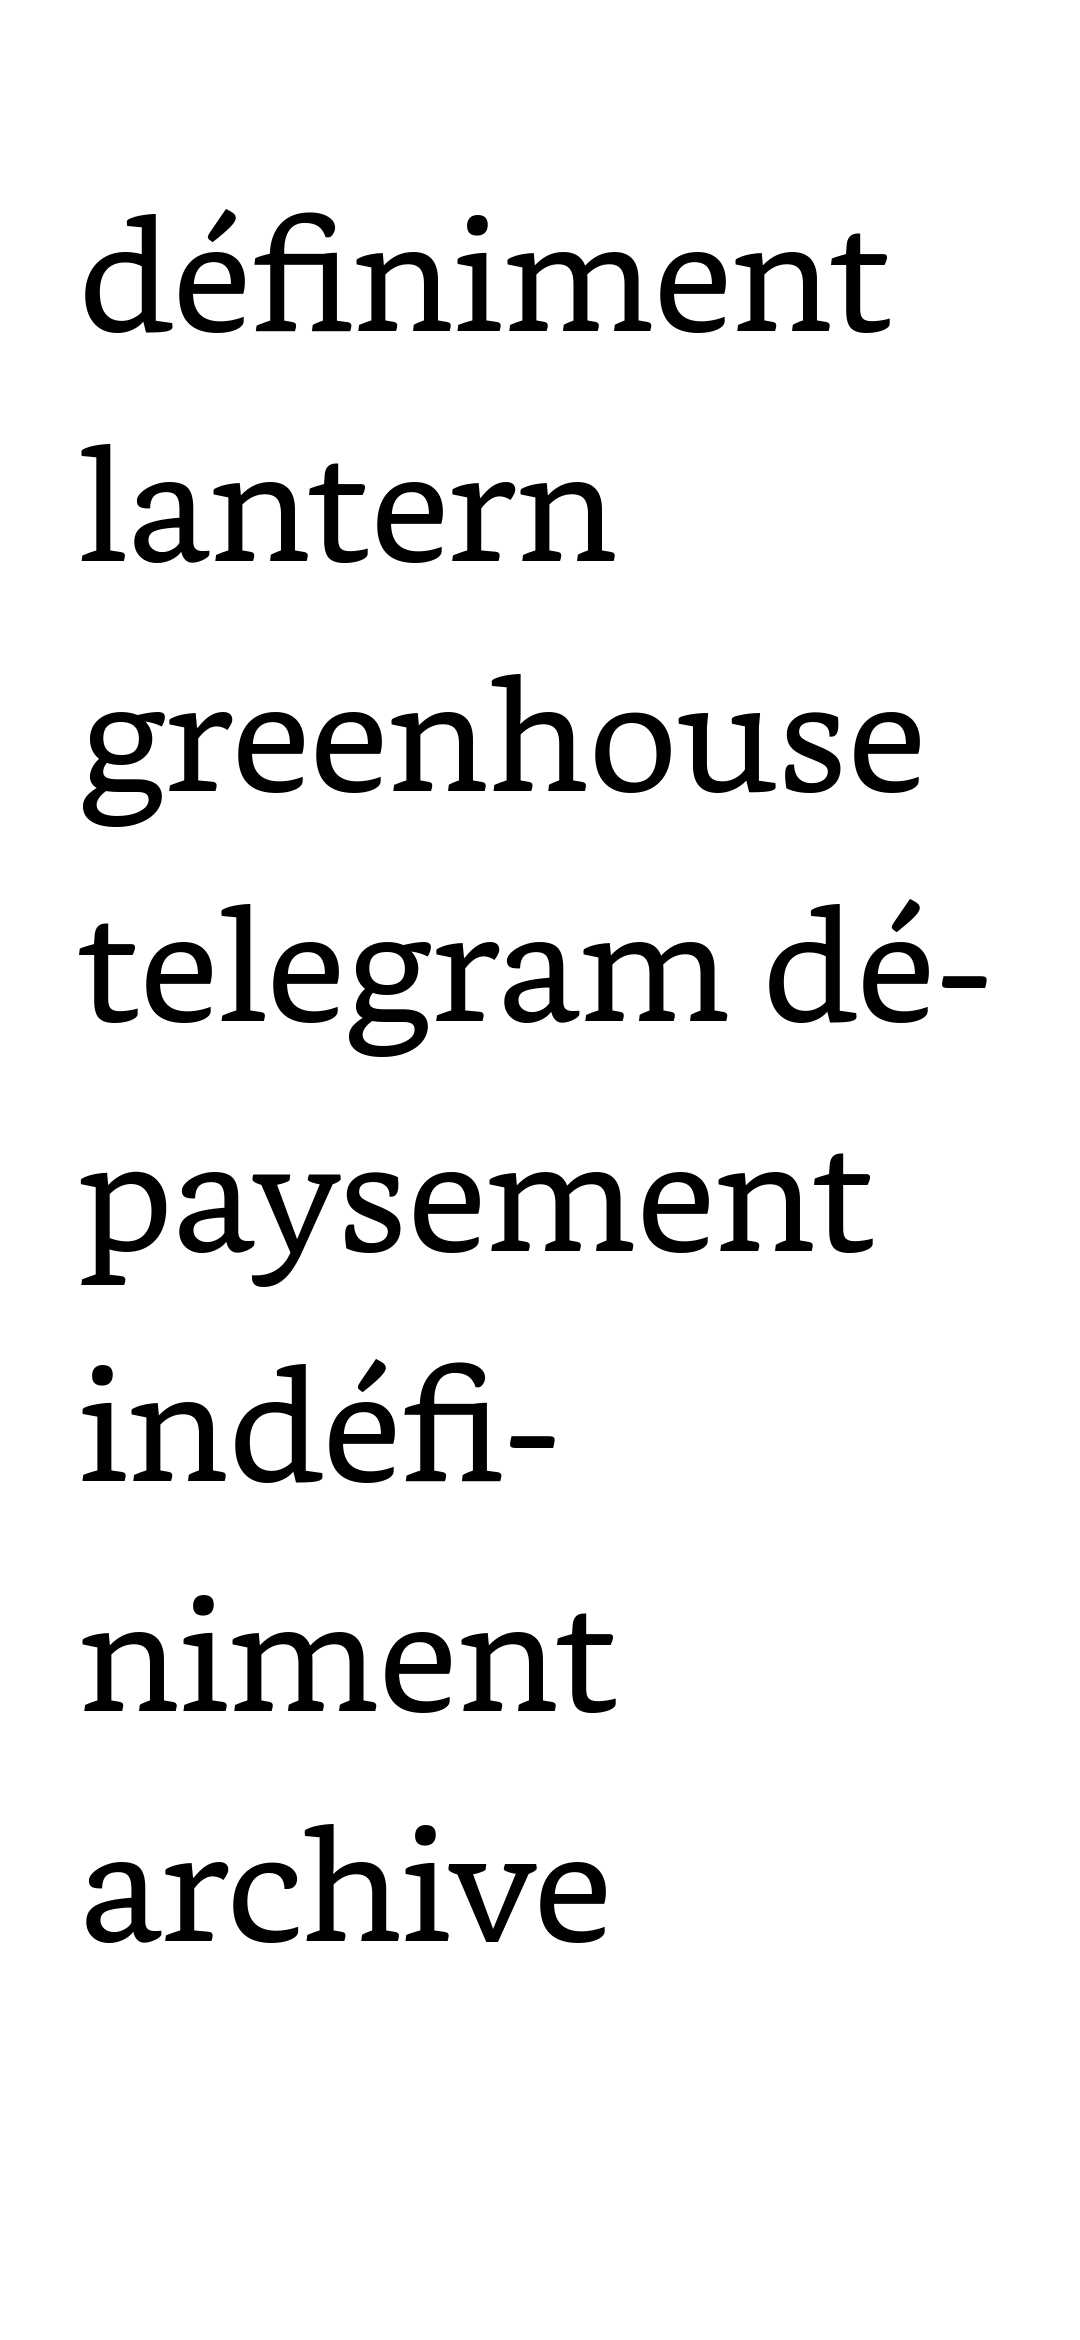 définiment
lantern
greenhouse
telegram dé-
paysement
indéfi-
niment
archive